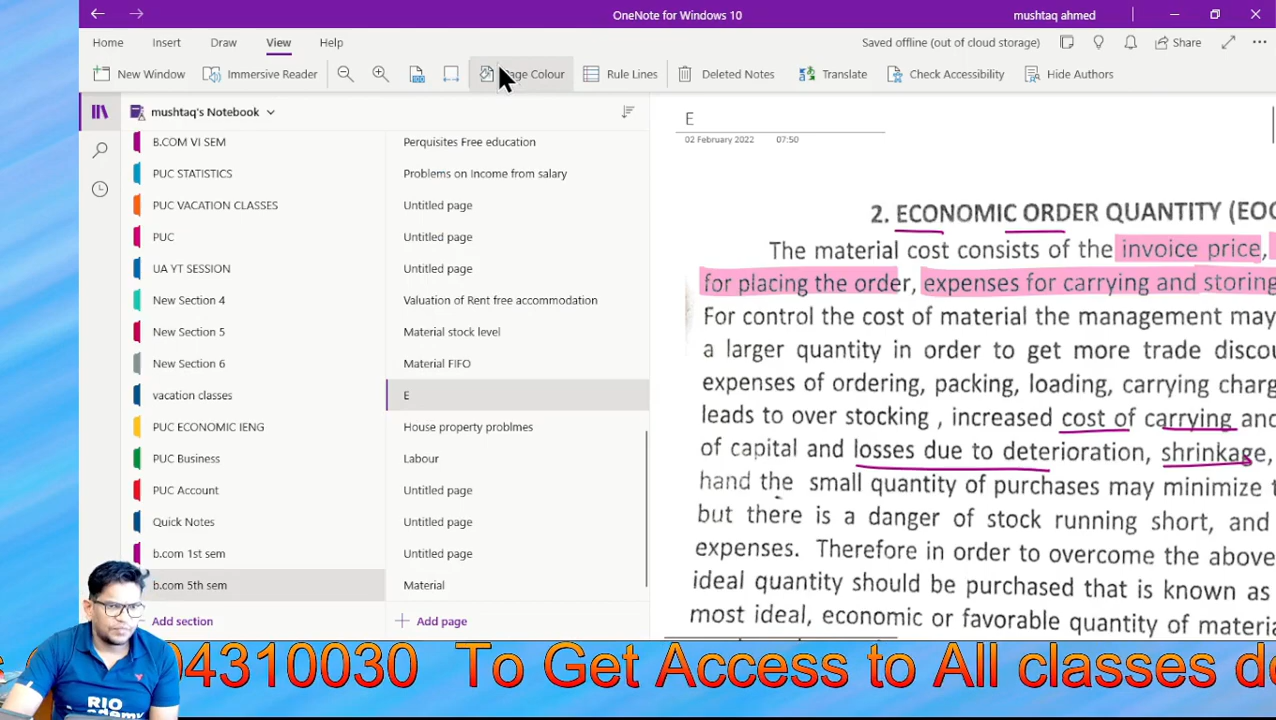 OneNote for Windows 10
mushtaq ahmed
Home Insert Draw View Help
Saved offline (out of cloud storage)
Share
New Window Immersive Reader
Page Colour
Rule Lines
Deleted Notes
Translate
Check Accessibility
Hide Authors
mushtaq's Notebook
B.COM VI SEM
PUC STATISTICS
PUC VACATION CLASSES
PUC
UA YT SESSION
New Section 4
New Section 5
New Section 6
vacation classes
PUC ECONOMIC IENG
PUC Business
PUC Account
Quick Notes
b.com 1st sem
b.com 5th sem
Add section
Perquisites Free education
Problems on Income from salary
Untitled page
Untitled page
Untitled page
Valuation of Rent free accommodation
Material stock level
Material FIFO
E
House property problmes
Labour
Untitled page
Untitled page
Untitled page
Material
Add page
E
02 February 2022 07:50
2. ECONOMIC ORDER QUANTITY (EOQ
The material cost consists of the invoice price,
for placing the order, expenses for carrying and storing
For control the cost of material the management may
a larger quantity in order to get more trade discou
expenses of ordering, packing, loading, carrying charg
leads to over stocking , increased cost of carrying and
of capital and losses due to deterioration, shrinkage,
hand the small quantity of purchases may minimize t
but there is a danger of stock running short, and
expenses. Therefore in order to overcome the above
ideal quantity should be purchased that is known as
most ideal, economic or favorable quantity of materia
04310030 To Get Access to All classes do
RIO